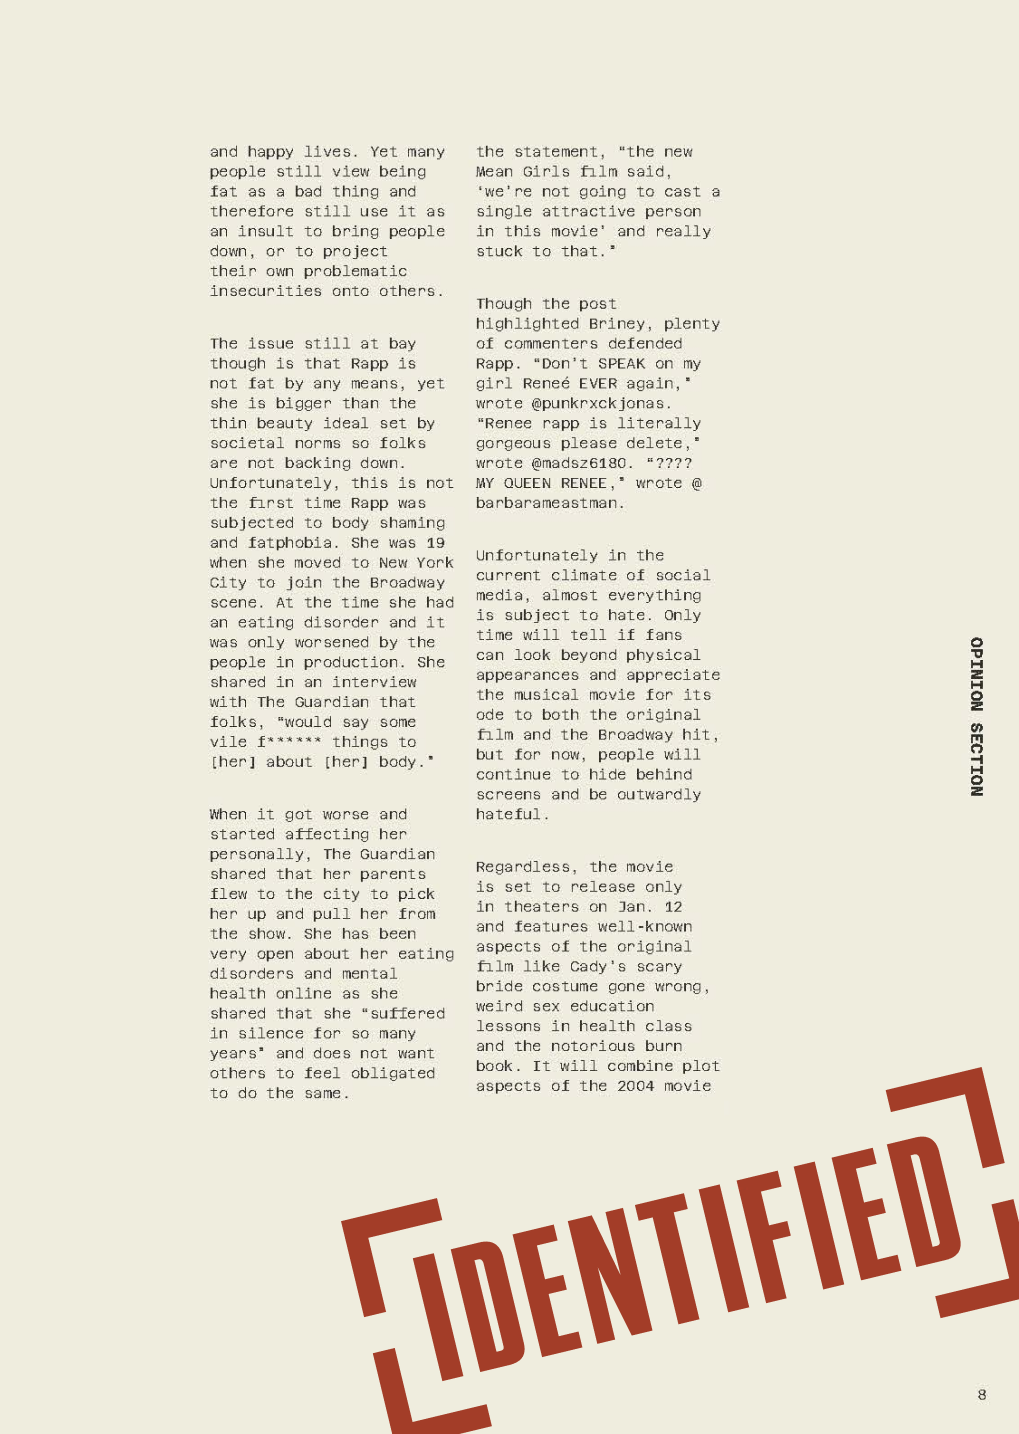 and happy lives. Yet many
people still view being
fat as a bad thing and
therefore still use it as
an insult to bring people
down, or to project
their own problematic
insecurities onto others.
The issue still at bay
though is that Rapp is
not fat by any means, yet
she is bigger than the
thin beauty ideal set by
societal norms so folks
are not backing down.
Unfortunately, this is not
the first time Rapp was
subjected to body shaming
and fatphobia. She was 19
when she moved to New York
City to join the Broadway
scene. At the time she had
an eating disorder and it
was only worsened by the
people in production. She
shared in an interview
with The Guardian that
folks, “would say some
vile f****** things to
[her] about [her] body.”
When it got worse and
started affecting her
personally, The Guardian
shared that her parents
flew to the city to pick
her up and pull her from
the show. She has been
very open about her eating
disorders and mental
health online as she
shared that she “suffered
in silence for so many
years” and does not want
others to feel obligated
to do the same.
the statement, “the new
Mean Girls film said,
‘we're not going to cast a
single attractive person
in this movie’ and really
stuck to that.”
Though the post
highlighted Briney, plenty
of commenters defended
Rapp. “Don't SPEAK on my
girl Reneé EVER again,”
wrote @punkrxckjonas.
“Renee rapp is literally
gorgeous please delete,”
wrote @madsz6180. “????
MY QUEEN RENEE,” wrote @
barbarameastman.
Unfortunately in the
current climate of social
media, almost everything
is subject to hate. Only
time will tell if fans
can look beyond physical
appearances and appreciate
the musical movie for its
ode to both the original
film and the Broadway hit,
but for now, people will
continue to hide behind
screens and be outwardly
hateful.
Regardless, the movie
is set to release only
in theaters on Jan. 12
and features well-known
aspects of the original
film like Cady's scary
bride costume gone wrong,
weird sex education
lessons in health class
and the notorious burn
book. It will combine plot
aspects of the 2004 movie
OPINION SECTION
IDENTIFIED
8